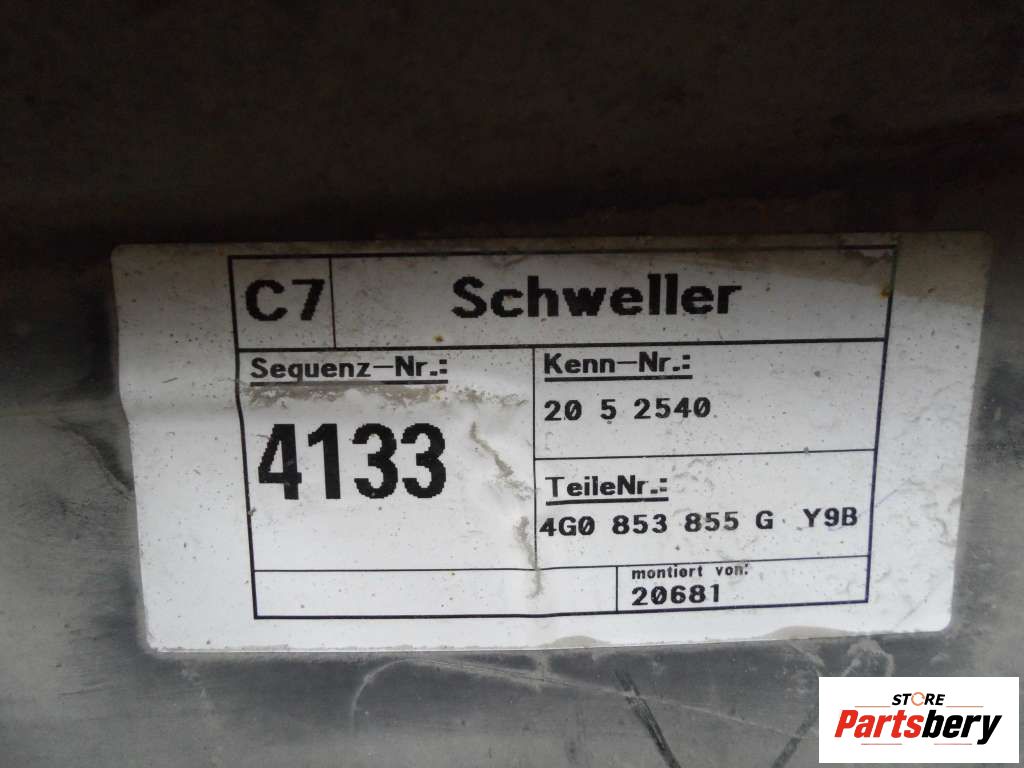 C7 Schweller
Sequenz-Nr.:
4133
Kenn-Nr.:
20 5 2540
TeileNr.:
4G0 853 855 G Y9B
montiert von:
20681
STORE
Partsbery